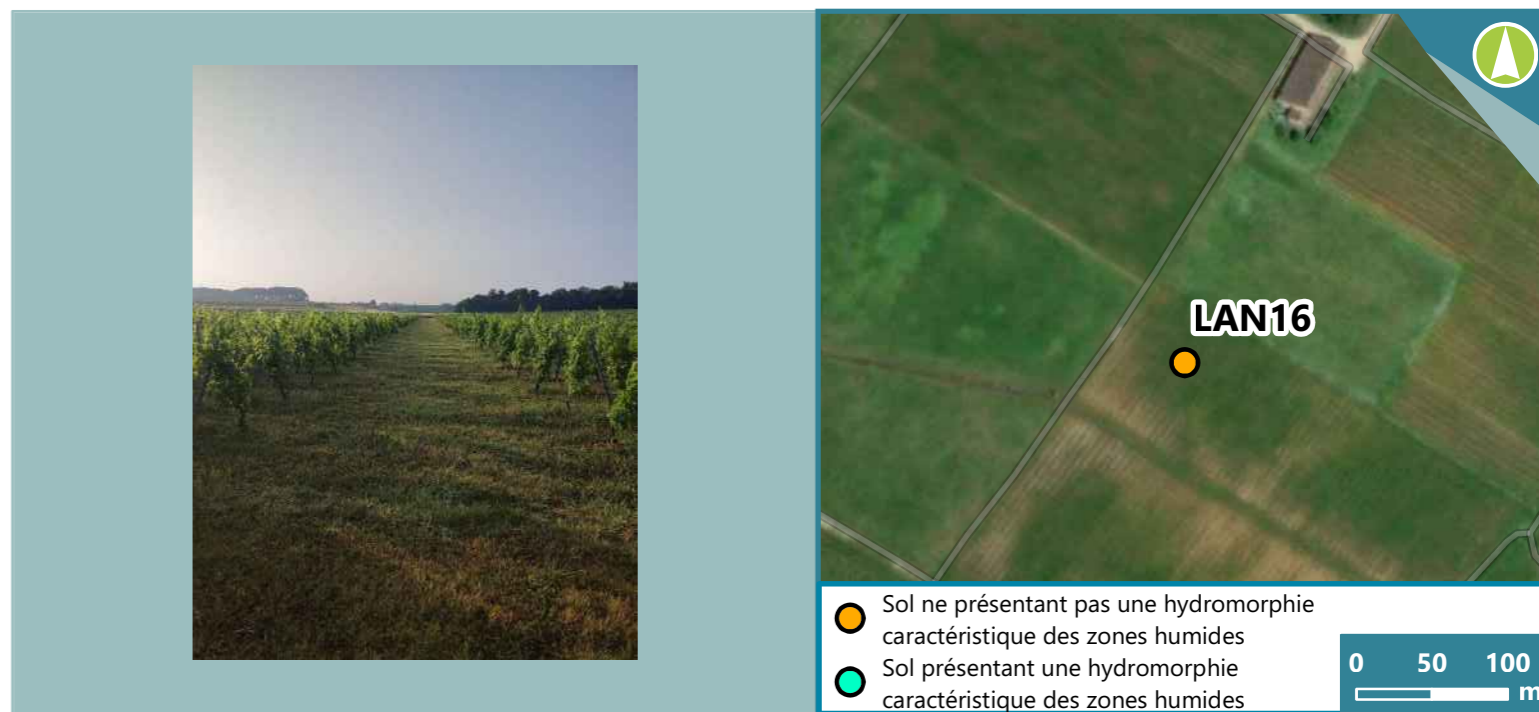 LAN16
Sol ne présentant pas une hydromorphie
caractéristique des zones humides
Sol présentant une hydromorphie
caractéristique des zones humides
0 50 100
m